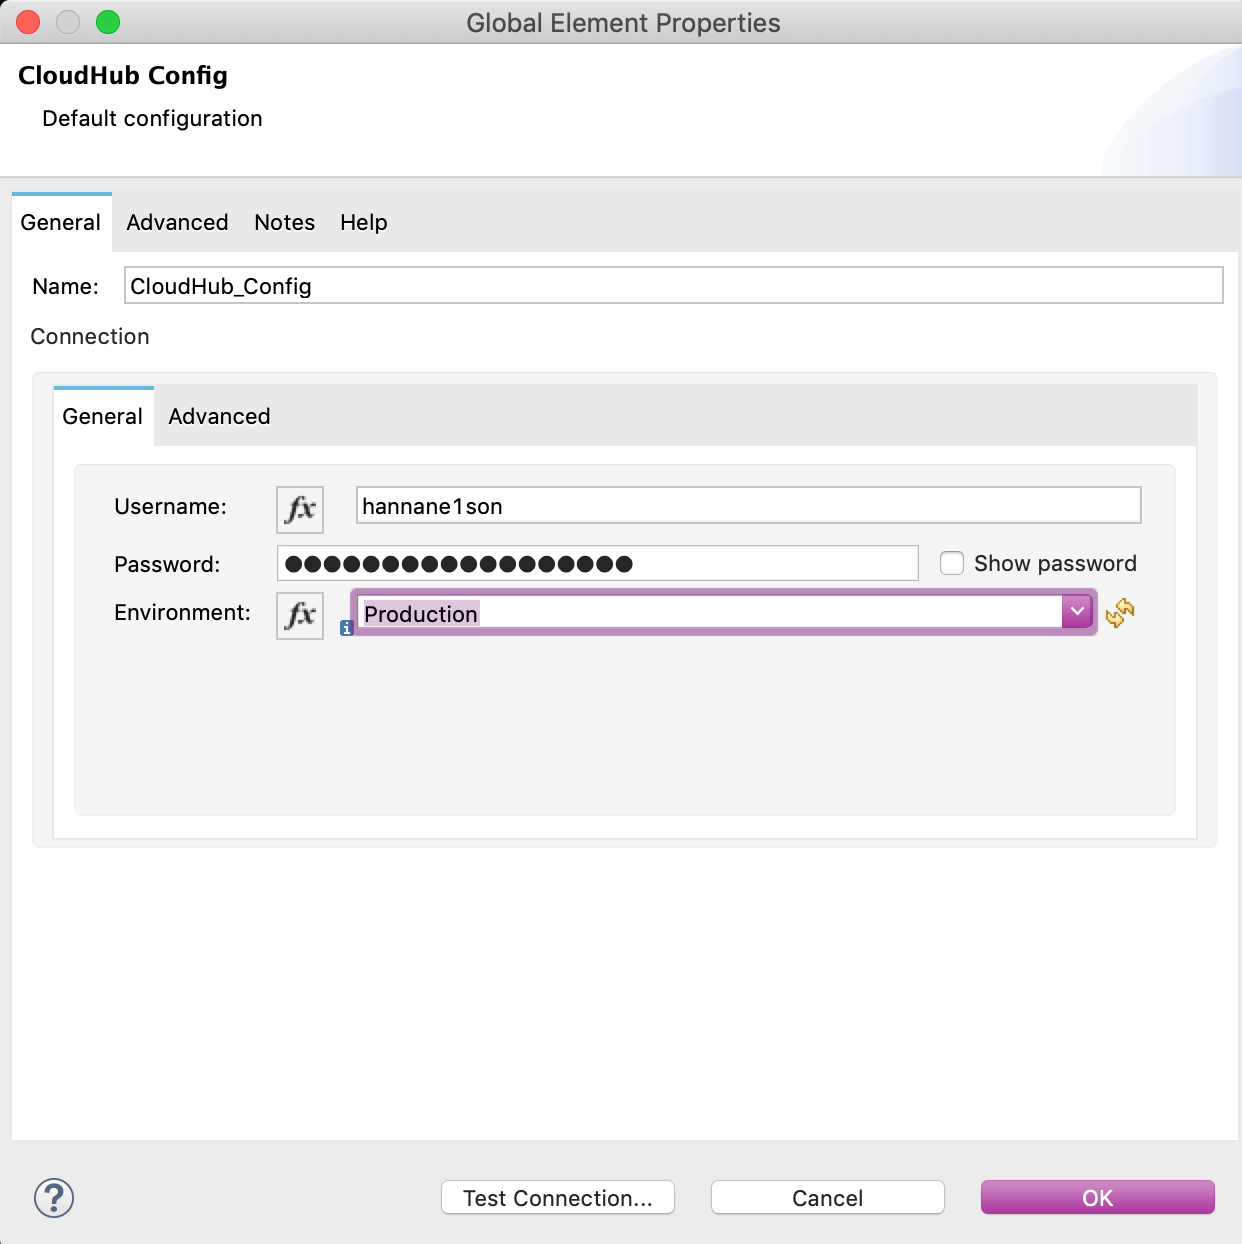 Global Element Properties
CloudHub Config
Default configuration
General Advanced Notes Help
Name: CloudHub_Config
Connection
General Advanced
Username: fx hannane1son
Password: ●●●●●●●●●●●●●●●●●● Show password
Environment: fx i Production
? Test Connection... Cancel OK